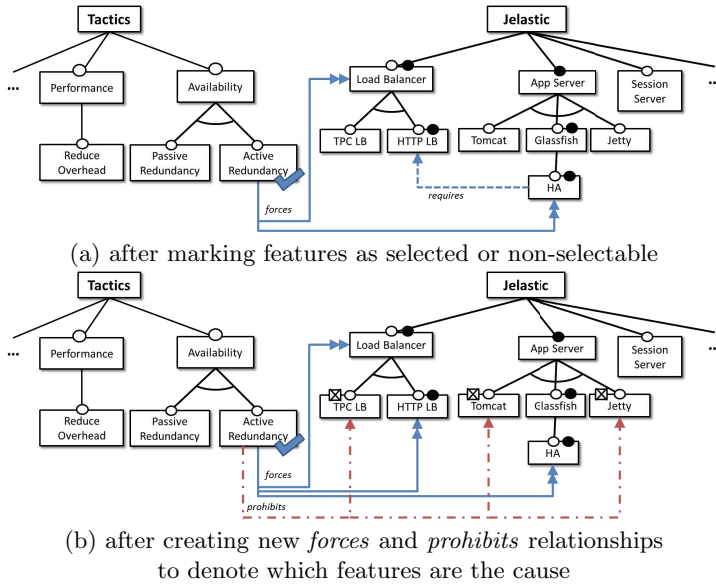 Tactics
Jelastic
...
Performance
Availability
Load Balancer
App Server
Session
Server
..
Reduce
Overhead
Passive
Redundancy
Active
Redundancy
TPC LB
HTTP LB
Tomcat
Glassfish
Jetty
HA
forces
requires
(a) after marking features as selected or non-selectable
Tactics
Jelastic
...
Performance
Availability
Load Balancer
App Server
Session
Server
..
Reduce
Overhead
Passive
Redundancy
Active
Redundancy
TPC LB
HTTP LB
Tomcat
Glassfish
Jetty
HA
forces
prohibits
(b) after creating new forces and prohibits relationships
to denote which features are the cause